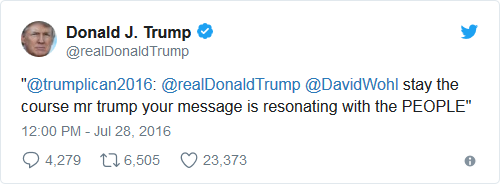 Donald J. Trump
@realDonaldTrump
"@trumplican2016: @realDonaldTrump @DavidWohl stay the
course mr trump your message is resonating with the PEOPLE"
12:00 PM - Jul 28, 2016
4,279 6,505 23,373